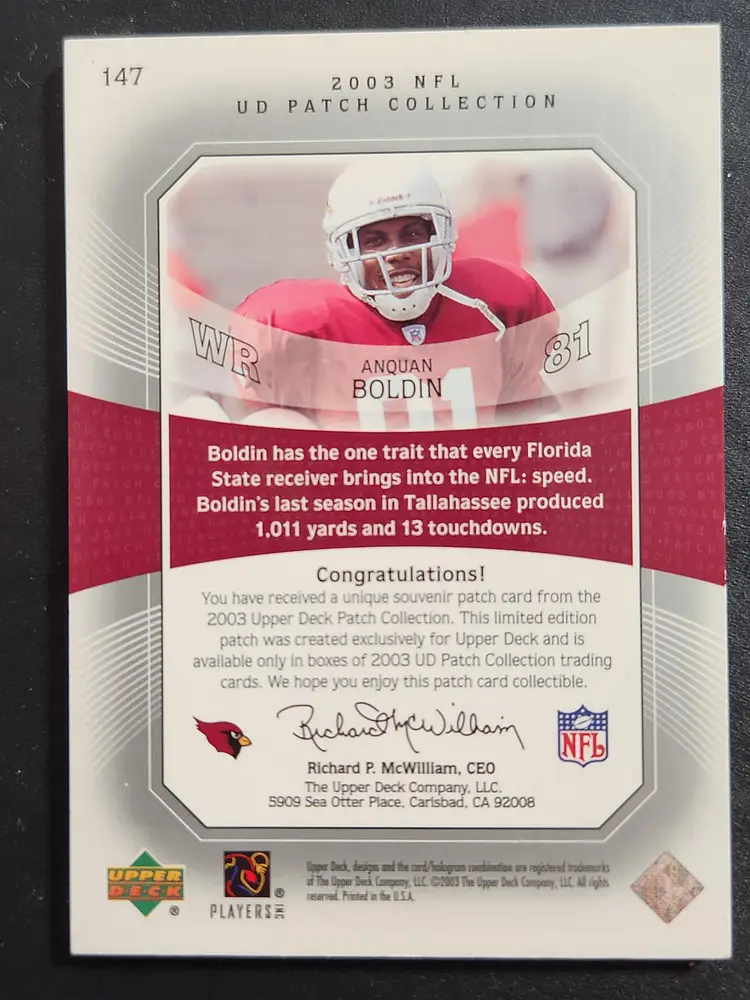 147
2003 NFL
UD PATCH COLLECTION
Riddell
WR
81
ANQUAN
BOLDIN
Boldin has the one trait that every Florida
State receiver brings into the NFL: speed.
Boldin's last season in Tallahassee produced
1,011 yards and 13 touchdowns.
Congratulations!
You have received a unique souvenir patch card from the
2003 Upper Deck Patch Collection. This limited edition
patch was created exclusively for Upper Deck and is
available only in boxes of 2003 UD Patch Collection trading
cards. We hope you enjoy this patch card collectible.
Richard McWilliam
NFL
Richard P. McWilliam, CEO
The Upper Deck Company, LLC.
5909 Sea Otter Place, Carlsbad, CA 92008
UPPER
DECK
®
PLAYERS INC
®
Upper Deck, designs and the card/hologram combination are registered trademarks
of The Upper Deck Company, LLC. ©2003 The Upper Deck Company, LLC. All rights
reserved. Printed in the U.S.A.